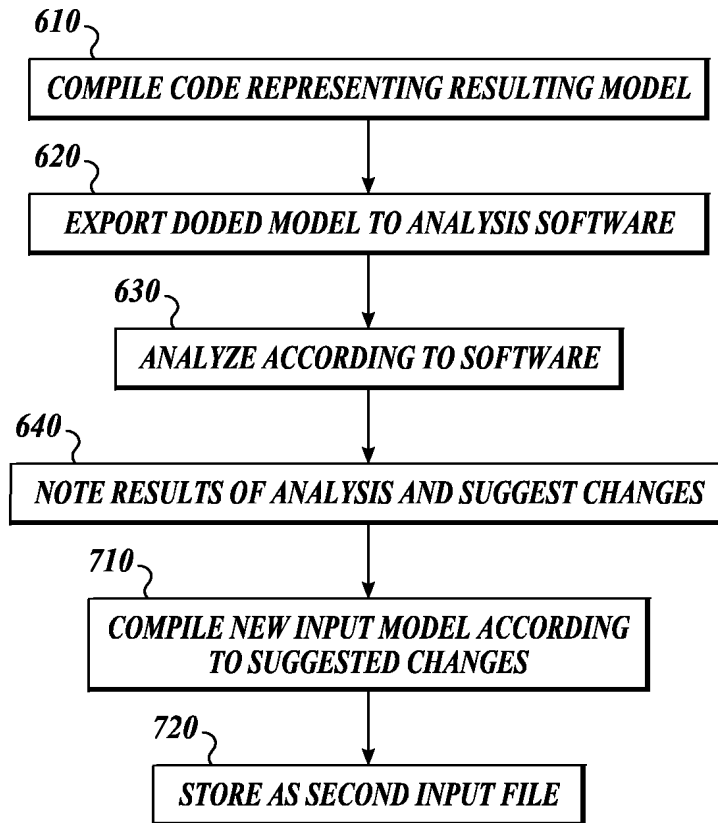 610
COMPILE CODE REPRESENTING RESULTING MODEL
620
EXPORT DODED MODEL TO ANALYSIS SOFTWARE
630
ANALYZE ACCORDING TO SOFTWARE
640
NOTE RESULTS OF ANALYSIS AND SUGGEST CHANGES
710
COMPILE NEW INPUT MODEL ACCORDING
TO SUGGESTED CHANGES
720
STORE AS SECOND INPUT FILE